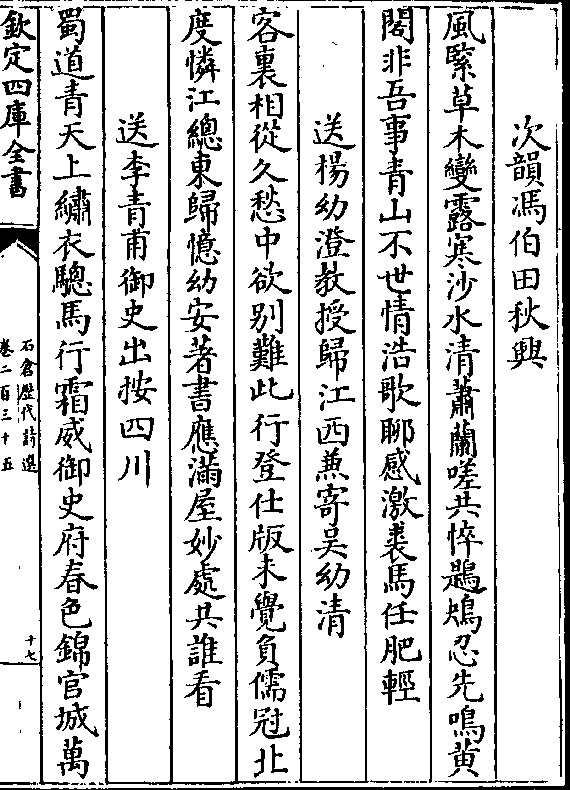 次韻馮伯田秋興
風緊草木變露寒沙水清蕭蘭嗟共悴鶗鴂忍先鳴黄
閣非吾事青山不世情浩歌聊感激裘馬任肥輕
送楊幼澄教授歸江西兼寄吴幼清
客裏相從久愁中欲别難此行登仕版未覺負儒冠北
度憐江總東歸憶幼安著書應滿屋妙處共誰看
送李青甫御史出按四川
蜀道青天上繡衣驄馬行霜威御史府春色錦官城萬
欽定四庫全書
石倉歴代詩選
卷二百三十五
十七